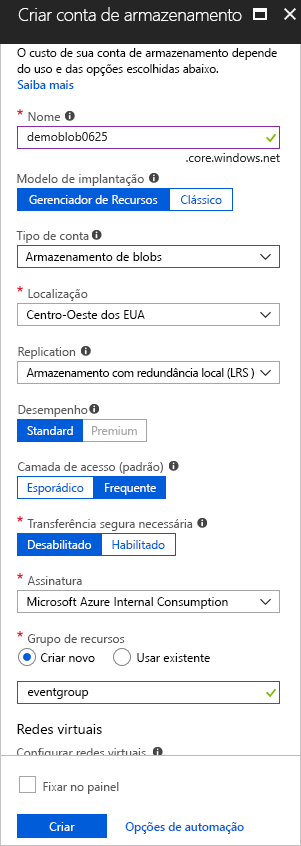 Criar conta de armazenamento
O custo de sua conta de armazenamento depende
do uso e das opções escolhidas abaixo.
Saiba mais
* Nome
demoblob0625
.core.windows.net
Modelo de implantação
Gerenciador de Recursos Clássico
Tipo de conta
Armazenamento de blobs
* Localização
Centro-Oeste dos EUA
Replication
Armazenamento com redundância local (LRS )
Desempenho
Standard Premium
Camada de acesso (padrão)
Esporádico Frequente
* Transferência segura necessária
Desabilitado Habilitado
* Assinatura
Microsoft Azure Internal Consumption
* Grupo de recursos
Criar novo Usar existente
eventgroup
Redes virtuais
Configurar redes virtuais
Fixar no painel
Criar Opções de automação